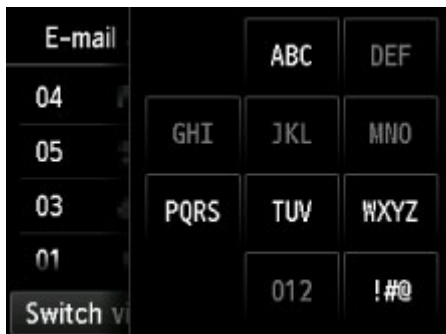 E-mail
ABC DEF
04
GHI JKL MNO
05
03
PQRS TUV WXYZ
01
012 !#@
Switch